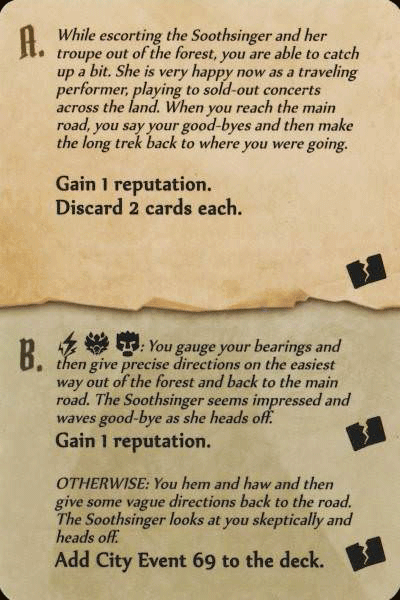 A. While escorting the Soothsinger and her
troupe out of the forest, you are able to catch
up a bit. She is very happy now as a traveling
performer, playing to sold-out concerts
across the land. When you reach the main
road, you say your good-byes and then make
the long trek back to where you were going.
Gain 1 reputation.
Discard 2 cards each.
B. : You gauge your bearings and
then give precise directions on the easiest
way out of the forest and back to the main
road. The Soothsinger seems impressed and
waves good-bye as she heads off.
Gain 1 reputation.
OTHERWISE: You hem and haw and then
give some vague directions back to the road.
The Soothsinger looks at you skeptically and
heads off.
Add City Event 69 to the deck.